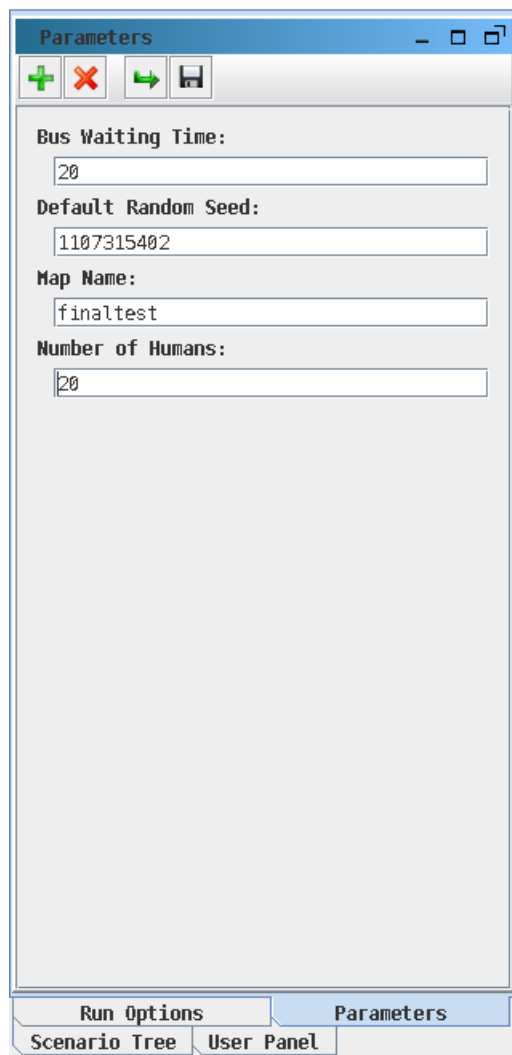 Parameters
Bus Waiting Time:
20
Default Random Seed:
1107315402
Map Name:
finaltest
Number of Humans:
20
Run Options Parameters
Scenario Tree User Panel